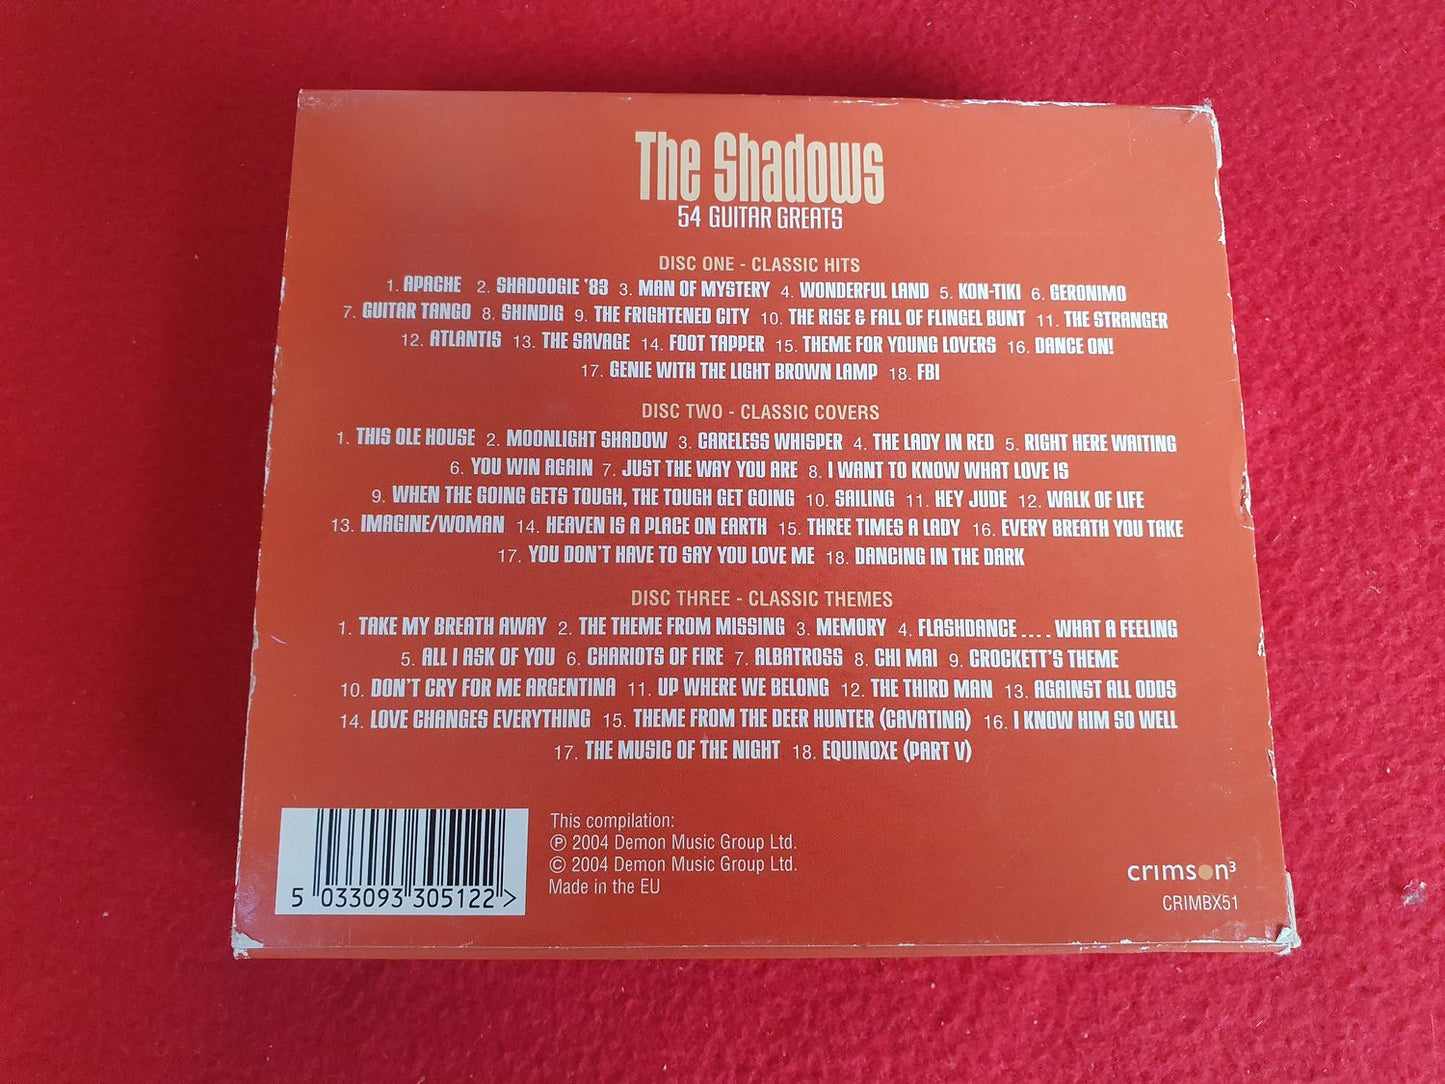 The Shadows
54 GUITAR GREATS
DISC ONE - CLASSIC HITS
1. APACHE 2. SHADOOGIE '83 3. MAN OF MYSTERY 4. WONDERFUL LAND 5. KON-TIKI 6. GERONIMO
7. GUITAR TANGO 8. SHINDIG 9. THE FRIGHTENED CITY 10. THE RISE & FALL OF FLINGEL BUNT 11. THE STRANGER
12. ATLANTIS 13. THE SAVAGE 14. FOOT TAPPER 15. THEME FOR YOUNG LOVERS 16. DANCE ON!
17. GENIE WITH THE LIGHT BROWN LAMP 18. FBI
DISC TWO - CLASSIC COVERS
1. THIS OLE HOUSE 2. MOONLIGHT SHADOW 3. CARELESS WHISPER 4. THE LADY IN RED 5. RIGHT HERE WAITING
6. YOU WIN AGAIN 7. JUST THE WAY YOU ARE 8. I WANT TO KNOW WHAT LOVE IS
9. WHEN THE GOING GETS TOUGH, THE TOUGH GET GOING 10. SAILING 11. HEY JUDE 12. WALK OF LIFE
13. IMAGINE/WOMAN 14. HEAVEN IS A PLACE ON EARTH 15. THREE TIMES A LADY 16. EVERY BREATH YOU TAKE
17. YOU DON'T HAVE TO SAY YOU LOVE ME 18. DANCING IN THE DARK
DISC THREE - CLASSIC THEMES
1. TAKE MY BREATH AWAY 2. THE THEME FROM MISSING 3. MEMORY 4. FLASHDANCE.... WHAT A FEELING
5. ALL I ASK OF YOU 6. CHARIOTS OF FIRE 7. ALBATROSS 8. CHI MAI 9. CROCKETT'S THEME
10. DON'T CRY FOR ME ARGENTINA 11. UP WHERE WE BELONG 12. THE THIRD MAN 13. AGAINST ALL ODDS
14. LOVE CHANGES EVERYTHING 15. THEME FROM THE DEER HUNTER (CAVATINA) 16. I KNOW HIM SO WELL
17. THE MUSIC OF THE NIGHT 18. EQUINOXE (PART V)
This compilation:
℗ 2004 Demon Music Group Ltd.
© 2004 Demon Music Group Ltd.
Made in the EU
5 033093 305122 >
crimson³
CRIMBX51